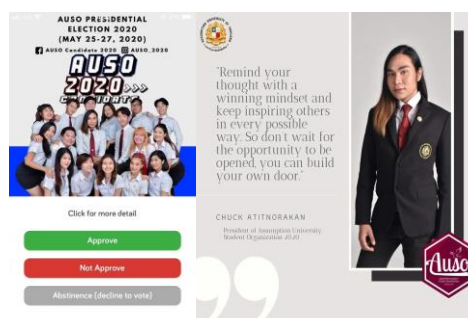 AUSO PRESIDENTIAL
ELECTION 2020
(MAY 25-27, 2020)
AUSO Candidate 2020 AUSO_2020
AUSO
2020>>>
CANDIDATE
Click for more detail
Approve
Not Approve
Abstinence (decline to vote)
"Remind your
thought with a
winning mindset and
keep inspiring others
in every possible
way. So don't wait for
the opportunity to be
opened, you can build
your own door."
CHUCK ATITNORAKAN
President of Assumption University
Student Organization 2020
Auso